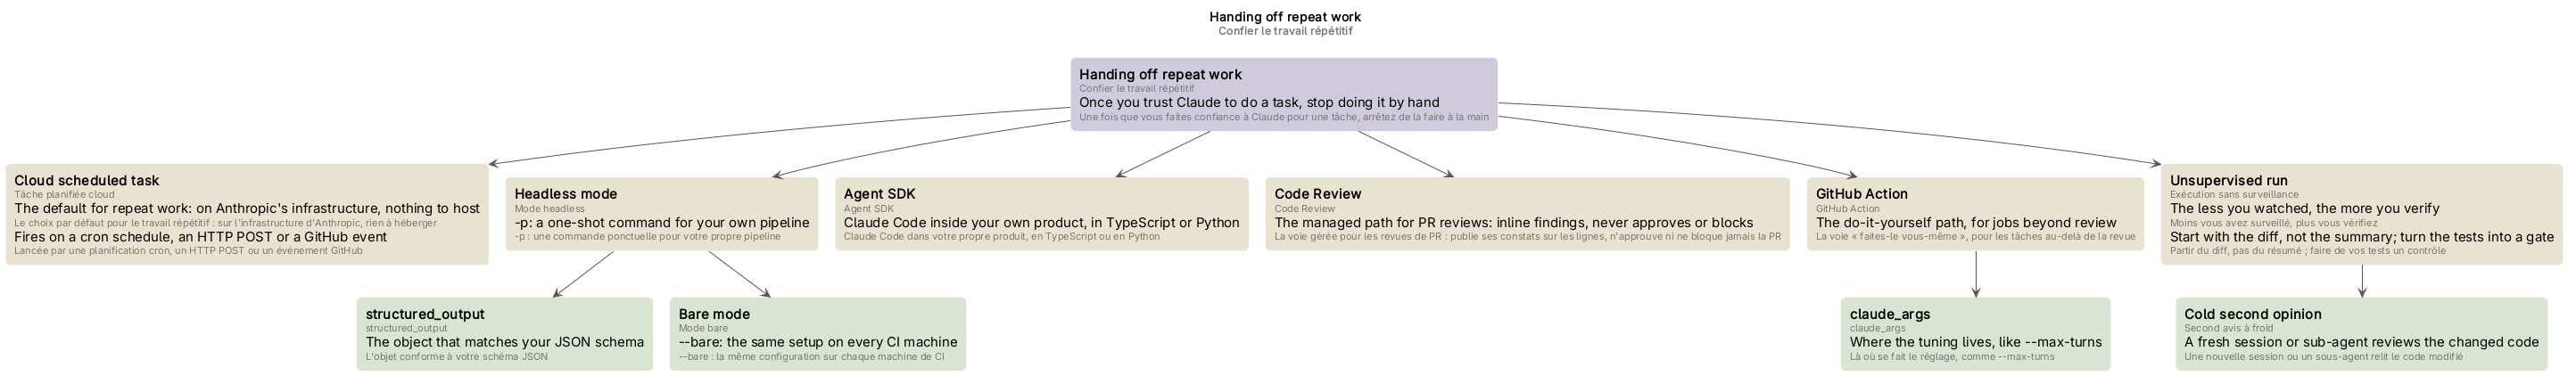 Handing off repeat work
Confier le travail répétitif
Handing off repeat work
Confier le travail répétitif
Once you trust Claude to do a task, stop doing it by hand
Une fois que vous faites confiance à Claude pour une tâche, arrêtez de la faire à la main
Cloud scheduled task
Tâche planifiée cloud
The default for repeat work: on Anthropic's infrastructure, nothing to host
Le choix par défaut pour le travail répétitif : sur l'infrastructure d'Anthropic, rien à héberger
Fires on a cron schedule, an HTTP POST or a GitHub event
Lancée par une planification cron, un HTTP POST ou un événement GitHub
Headless mode
Mode headless
-p: a one-shot command for your own pipeline
-p : une commande ponctuelle pour votre propre pipeline
Agent SDK
Agent SDK
Claude Code inside your own product, in TypeScript or Python
Claude Code dans votre propre produit, en TypeScript ou en Python
Code Review
Code Review
The managed path for PR reviews: inline findings, never approves or blocks
La voie gérée pour les revues de PR : publie ses constats sur les lignes, n'approuve ni ne bloque jamais la PR
GitHub Action
GitHub Action
The do-it-yourself path, for jobs beyond review
La voie « faites-le vous-même », pour les tâches au-delà de la revue
Unsupervised run
Exécution sans surveillance
The less you watched, the more you verify
Moins vous avez surveillé, plus vous vérifiez
Start with the diff, not the summary; turn the tests into a gate
Partir du diff, pas du résumé ; faire de vos tests un contrôle
structured_output
structured_output
The object that matches your JSON schema
L'objet conforme à votre schéma JSON
Bare mode
Mode bare
--bare: the same setup on every CI machine
--bare : la même configuration sur chaque machine de CI
claude_args
claude_args
Where the tuning lives, like --max-turns
Là où se fait le réglage, comme --max-turns
Cold second opinion
Second avis à froid
A fresh session or sub-agent reviews the changed code
Une nouvelle session ou un sous-agent relit le code modifié